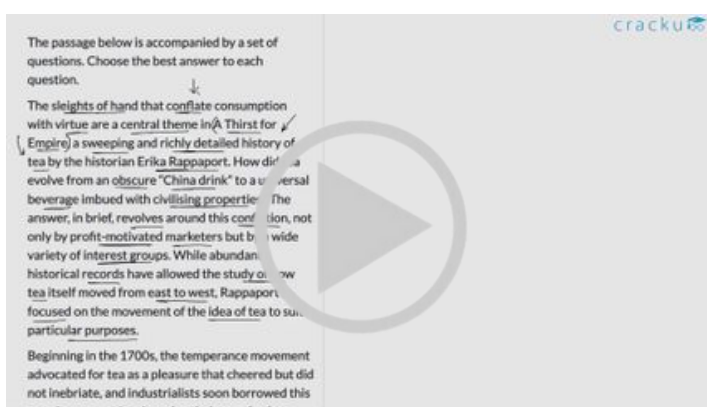 cracku
The passage below is accompanied by a set of
questions. Choose the best answer to each
question.
The sleights of hand that conflate consumption
with virtue are a central theme in A Thirst for
Empire, a sweeping and richly detailed history of
tea by the historian Erika Rappaport. How did
evolve from an obscure "China drink" to a
beverage imbued with civilising The
answer, in brief, revolves around this not
only by profit-motivated marketers but wide
variety of interest groups. While
historical records have allowed the study
tea itself moved from east to west,
focused on the movement of the idea of tea to
particular purposes.
Beginning in the 1700s, the temperance movement
advocated for tea as a pleasure that cheered but did
not inebriate, and industrialists soon borrowed this